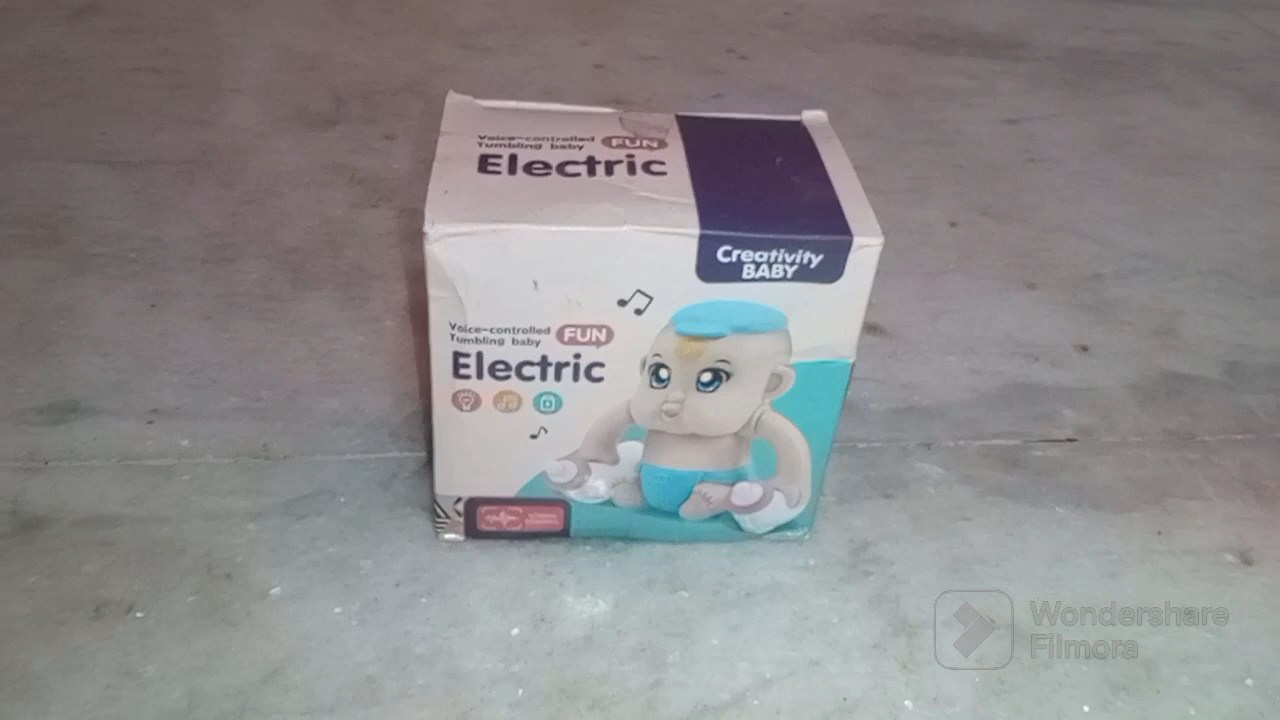 Voice-controlled
Tumbling baby
FUN
Electric
Creativity
BABY
Voice-controlled
Tumbling baby
FUN
Electric
Wondershare
Filmora